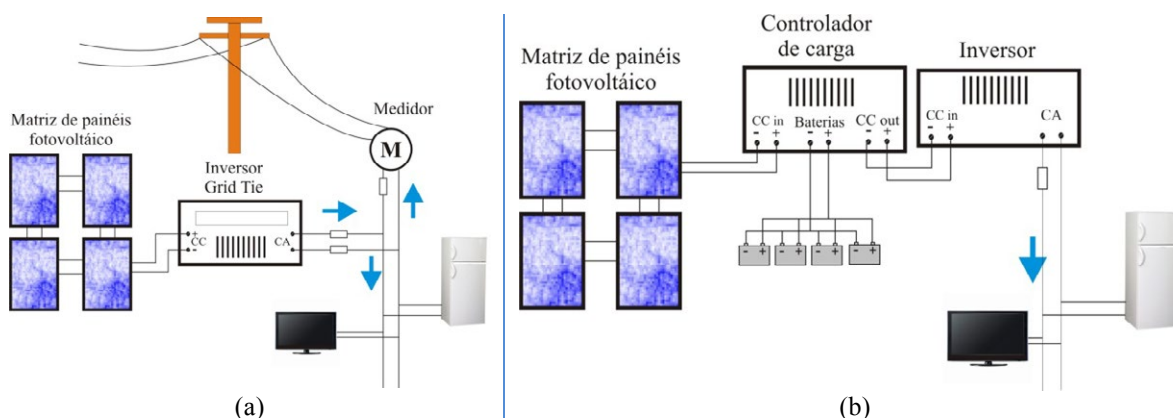 Medidor
M
Matriz de painéis
fotovoltáico
Inversor
Grid Tie
+
CC
-
CA
(a)
Controlador
de carga
Matriz de painéis
fotovoltáico
Inversor
CC in
- +
Baterias
- +
CC out
- +
CC in
- +
CA
- +
- +
- +
- +
(b)